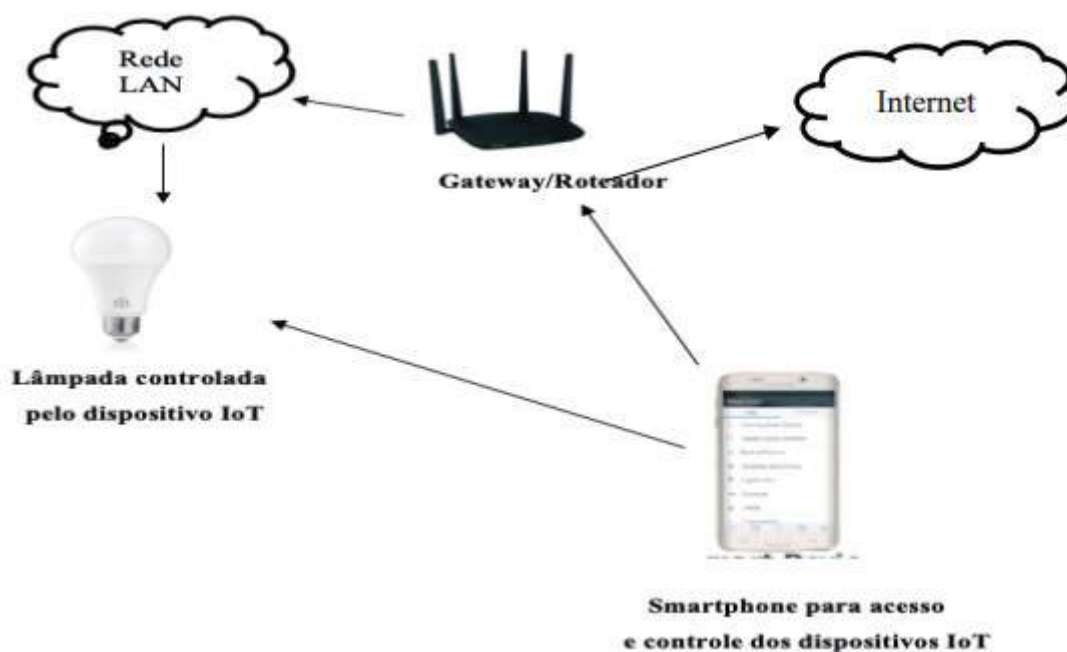 Rede
LAN
Internet
Gateway/Roteador
Lâmpada controlada
pelo dispositivo IoT
Smartphone para acesso
e controle dos dispositivos IoT